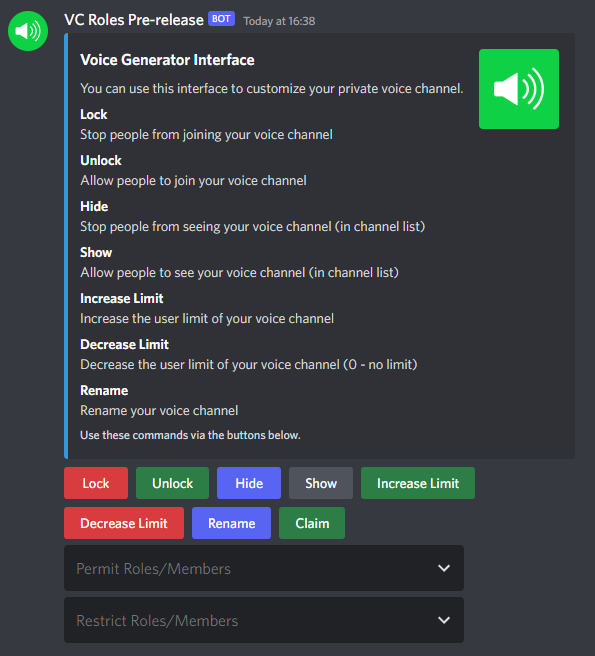 VC Roles Pre-release BOT Today at 16:38
Voice Generator Interface
You can use this interface to customize your private voice channel.
Lock
Stop people from joining your voice channel
Unlock
Allow people to join your voice channel
Hide
Stop people from seeing your voice channel (in channel list)
Show
Allow people to see your voice channel (in channel list)
Increase Limit
Increase the user limit of your voice channel
Decrease Limit
Decrease the user limit of your voice channel (0 - no limit)
Rename
Rename your voice channel
Use these commands via the buttons below.
Lock Unlock Hide Show Increase Limit
Decrease Limit Rename Claim
Permit Roles/Members
Restrict Roles/Members